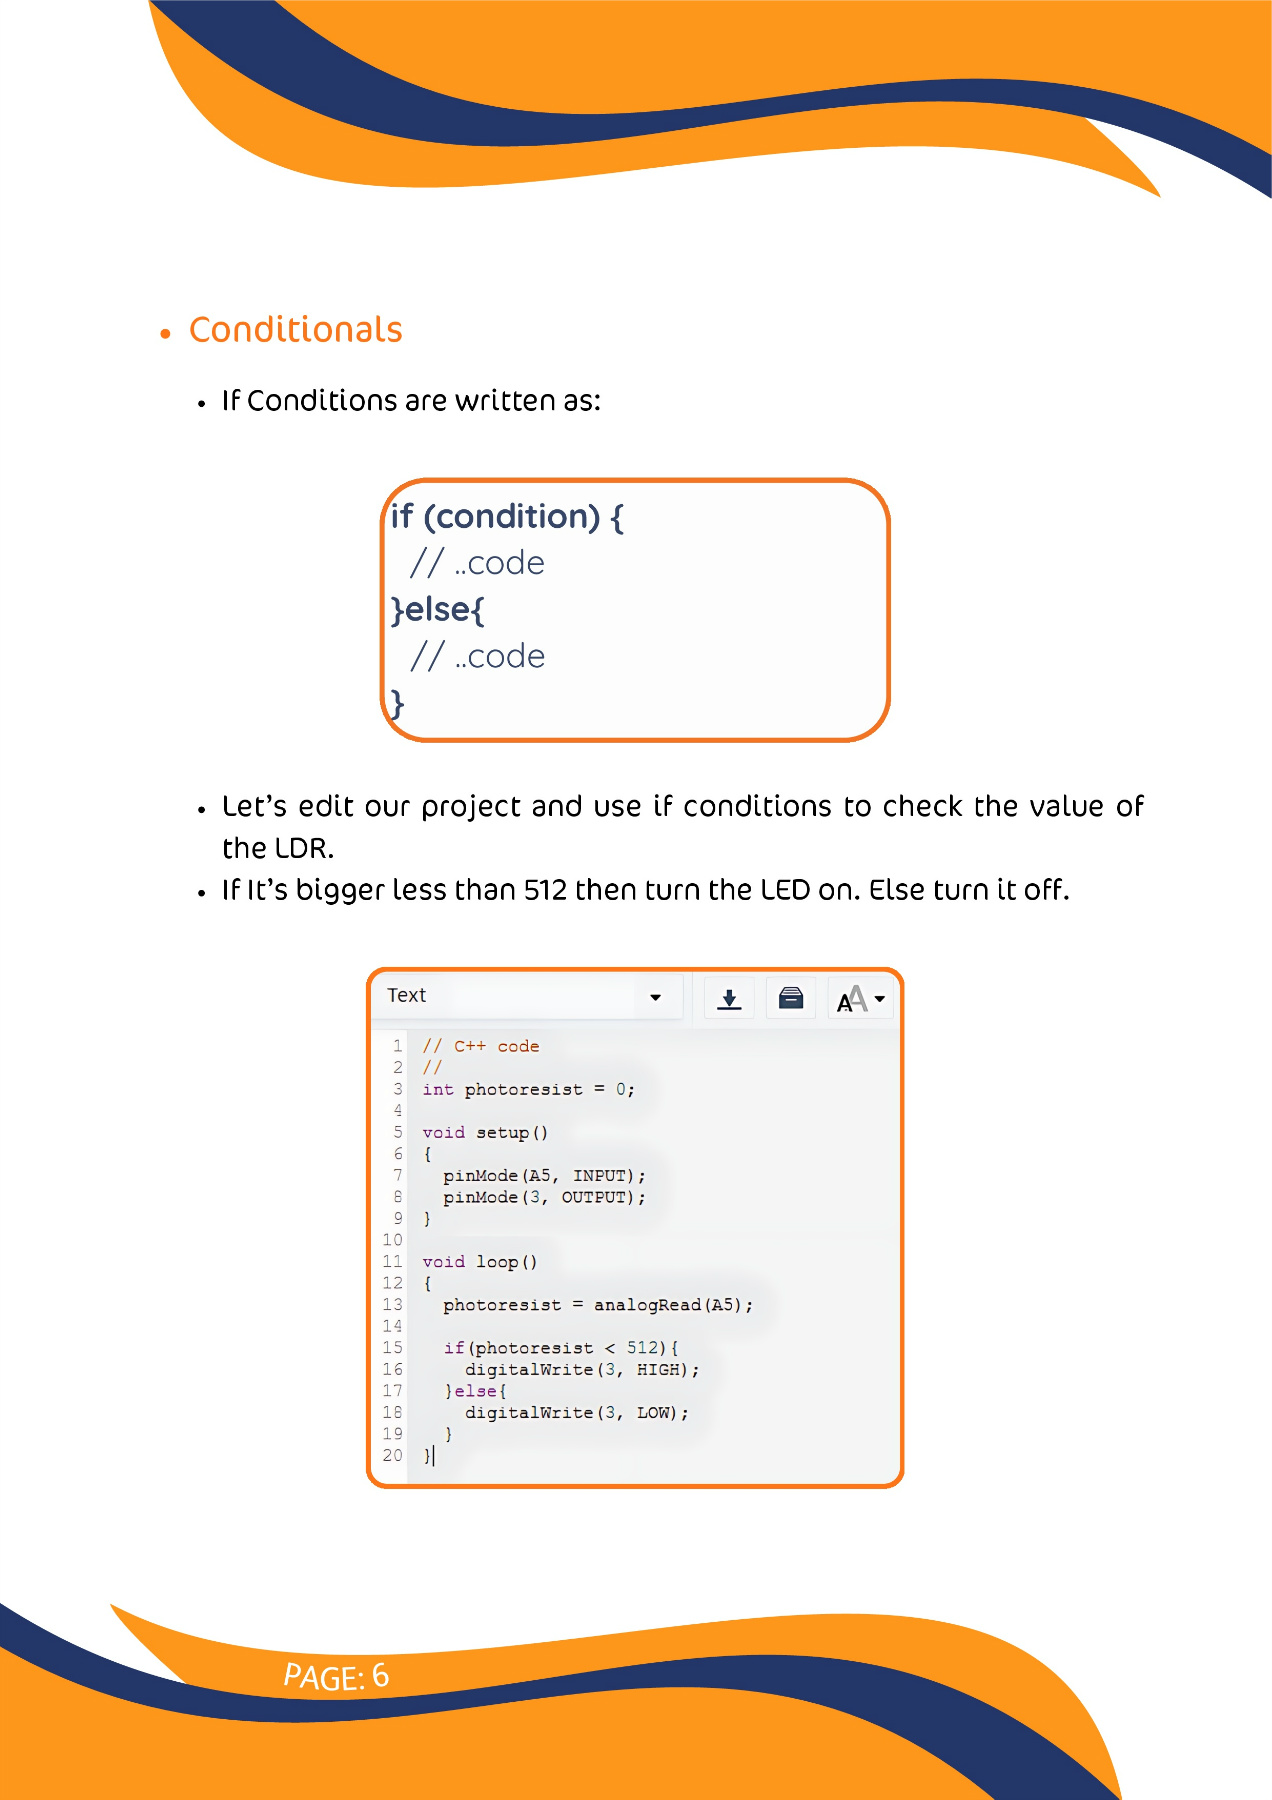 • Conditionals
• If Conditions are written as:
if (condition) {
// ..code
}else{
// ..code
}
• Let's edit our project and use if conditions to check the value of
the LDR.
• If It's bigger less than 512 then turn the LED on. Else turn it off.
Text
1 // C++ code
2 //
3 int photoresist = 0;
4
5 void setup()
6 {
7 pinMode(A5, INPUT);
8 pinMode(3, OUTPUT);
9 }
10
11 void loop()
12 {
13 photoresist = analogRead(A5);
14
15 if(photoresist < 512){
16 digitalWrite(3, HIGH);
17 }else{
18 digitalWrite(3, LOW);
19 }
20 }
PAGE: 6